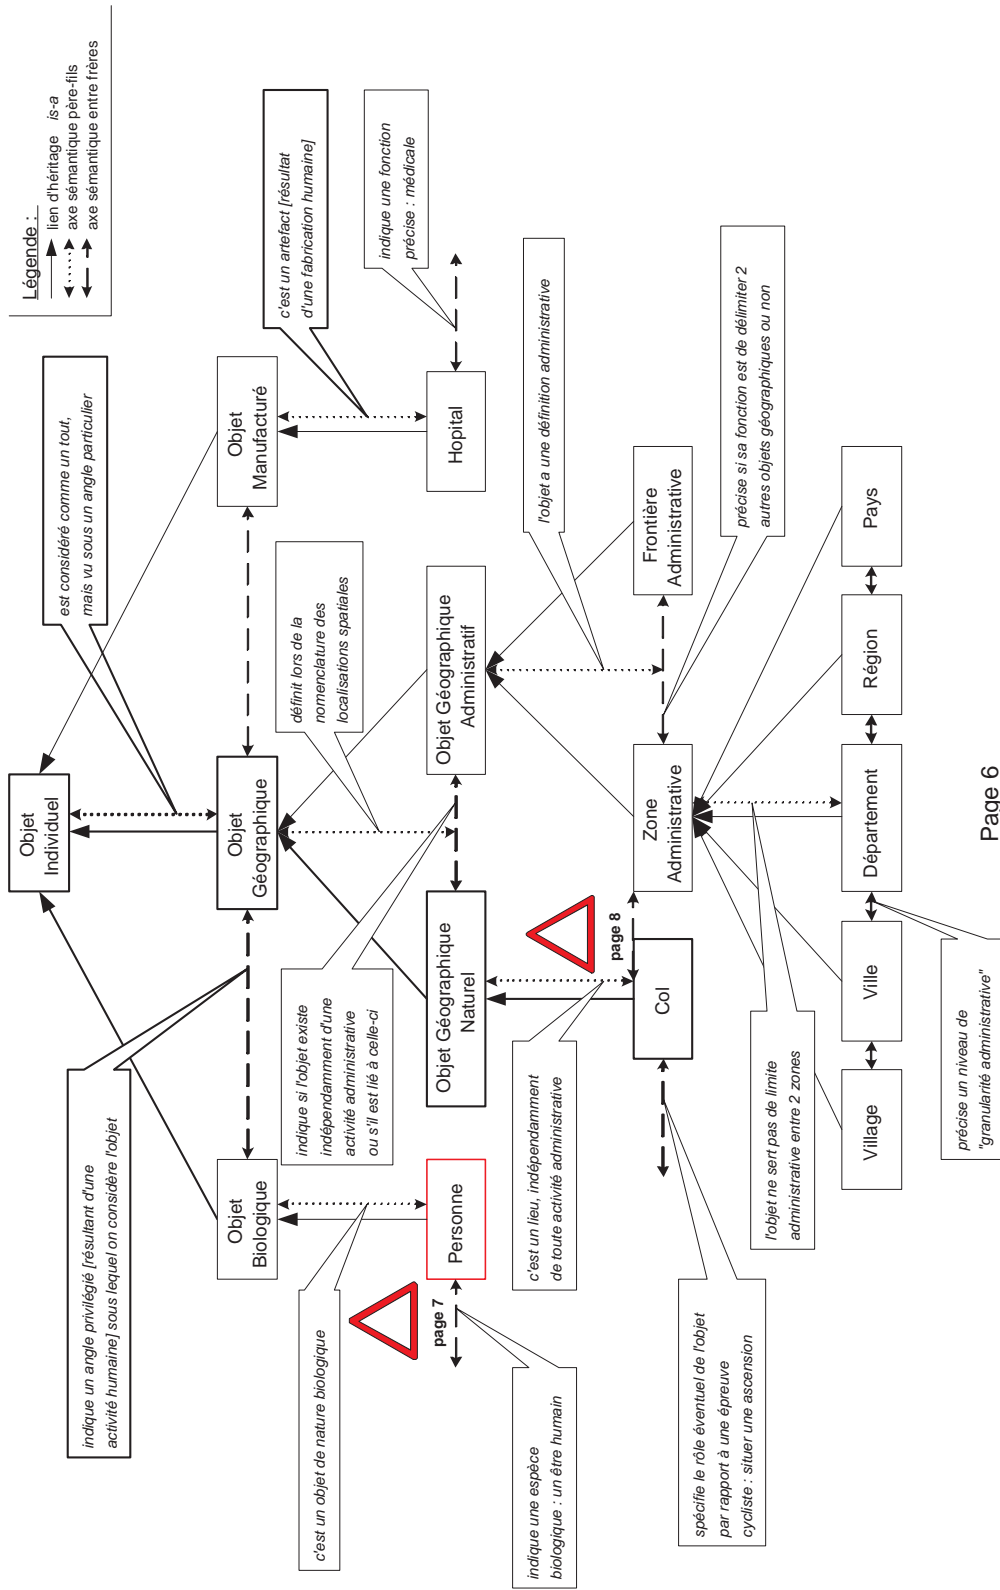 Légende :
lien d'héritage is-a
axe sémantique père-fils
axe sémantique entre frères
Objet
Individuel
est considéré comme un tout,
mais vu sous un angle particulier
indique un angle privilégié [résultant d'une
activité humaine] sous lequel on considère l'objet
Objet
Biologique
Objet
Géographique
Objet
Manufacturé
c'est un objet de nature biologique
indique si l'objet existe
indépendamment d'une
activité administrative
ou s'il est lié à celle-ci
définit lors de la
nomenclature des
localisations spatiales
c'est un artefact [résultat
d'une fabrication humaine]
indique une fonction
précise : médicale
page 7
Personne
Objet Géographique
Naturel
Objet Géographique
Administratif
Hopital
indique une espèce
biologique : un être humain
c'est un lieu, indépendamment
de toute activité administrative
page 8
l'objet a une définition administrative
Col
Zone
Administrative
Frontière
Administrative
spécifie le rôle éventuel de l'objet
par rapport à une épreuve
cycliste : situer une ascension
l'objet ne sert pas de limite
administrative entre 2 zones
précise si sa fonction est de délimiter 2
autres objets géographiques ou non
Village
Ville
Département
Région
Pays
précise un niveau de
"granularité administrative"
Page 6